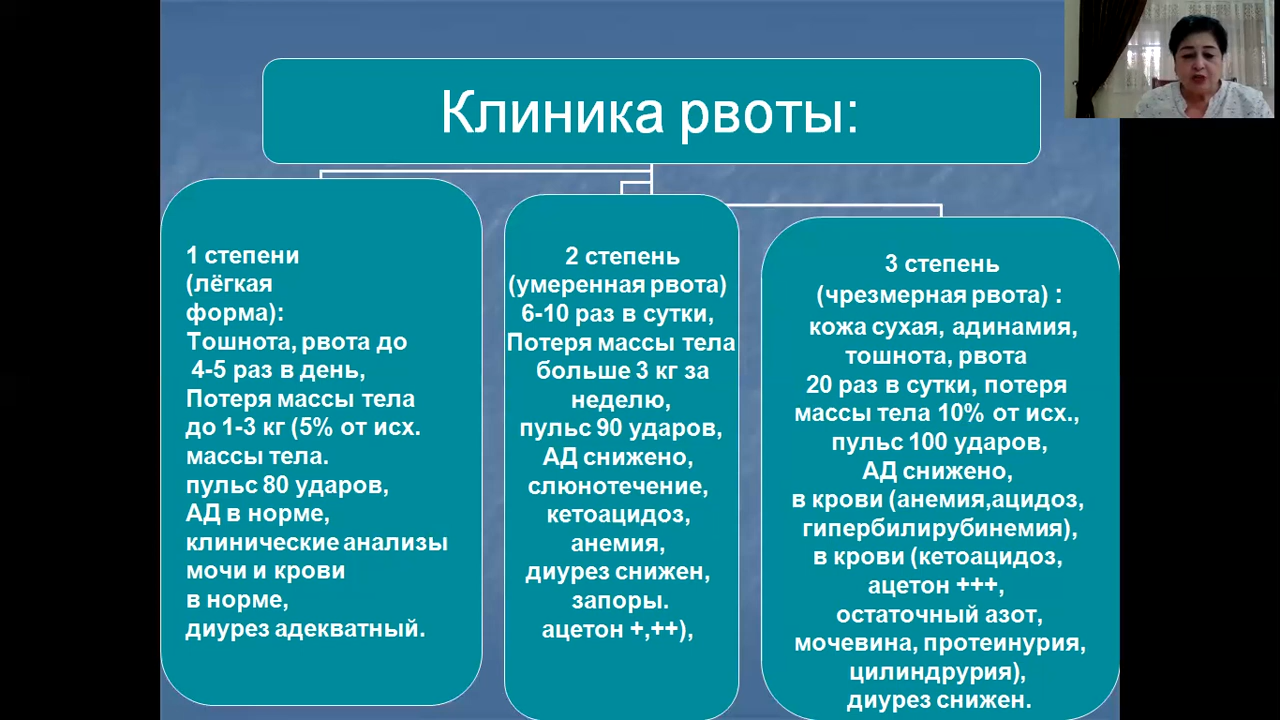 Клиника рвоты:
1 степени
(лёгкая
форма):
Тошнота, рвота до
4-5 раз в день,
Потеря массы тела
до 1-3 кг (5% от исх.
массы тела.
пульс 80 ударов,
АД в норме,
клинические анализы
мочи и крови
в норме,
диурез адекватный.
2 степень
(умеренная рвота)
6-10 раз в сутки,
Потеря массы тела
больше 3 кг за
неделю,
пульс 90 ударов,
АД снижено,
слюнотечение,
кетоацидоз,
анемия,
диурез снижен,
запоры.
ацетон +,++),
3 степень
(чрезмерная рвота) :
кожа сухая, адинамия,
тошнота, рвота
20 раз в сутки, потеря
массы тела 10% от исх.,
пульс 100 ударов,
АД снижено,
в крови (анемия,ацидоз,
гипербилирубинемия),
в крови (кетоацидоз,
ацетон +++,
остаточный азот,
мочевина, протеинурия,
цилиндрурия),
диурез снижен.